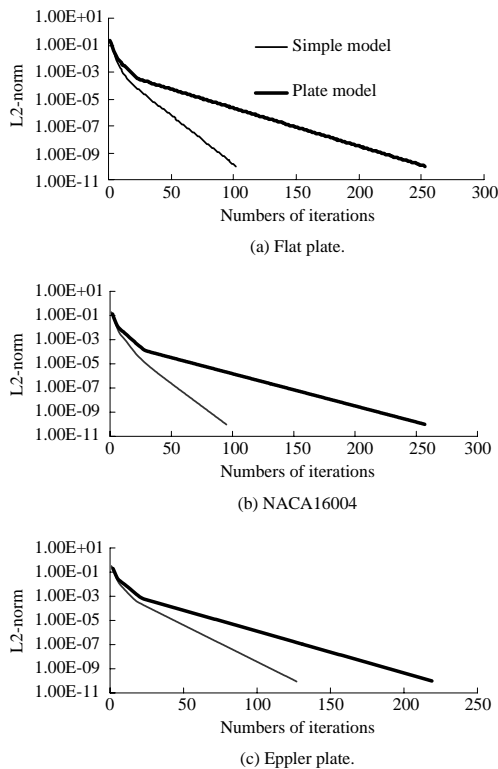 1.00E+01
1.00E-01
1.00E-03
1.00E-05
1.00E-07
1.00E-09
1.00E-11
L2-norm
Simple model
Plate model
0 50 100 150 200 250 300
Numbers of iterations
(a) Flat plate.
1.00E+01
1.00E-01
1.00E-03
1.00E-05
1.00E-07
1.00E-09
1.00E-11
L2-norm
0 50 100 150 200 250 300
Numbers of iterations
(b) NACA16004
1.00E+01
1.00E-01
1.00E-03
1.00E-05
1.00E-07
1.00E-09
1.00E-11
L2-norm
0 50 100 150 200 250
Numbers of iterations
(c) Eppler plate.